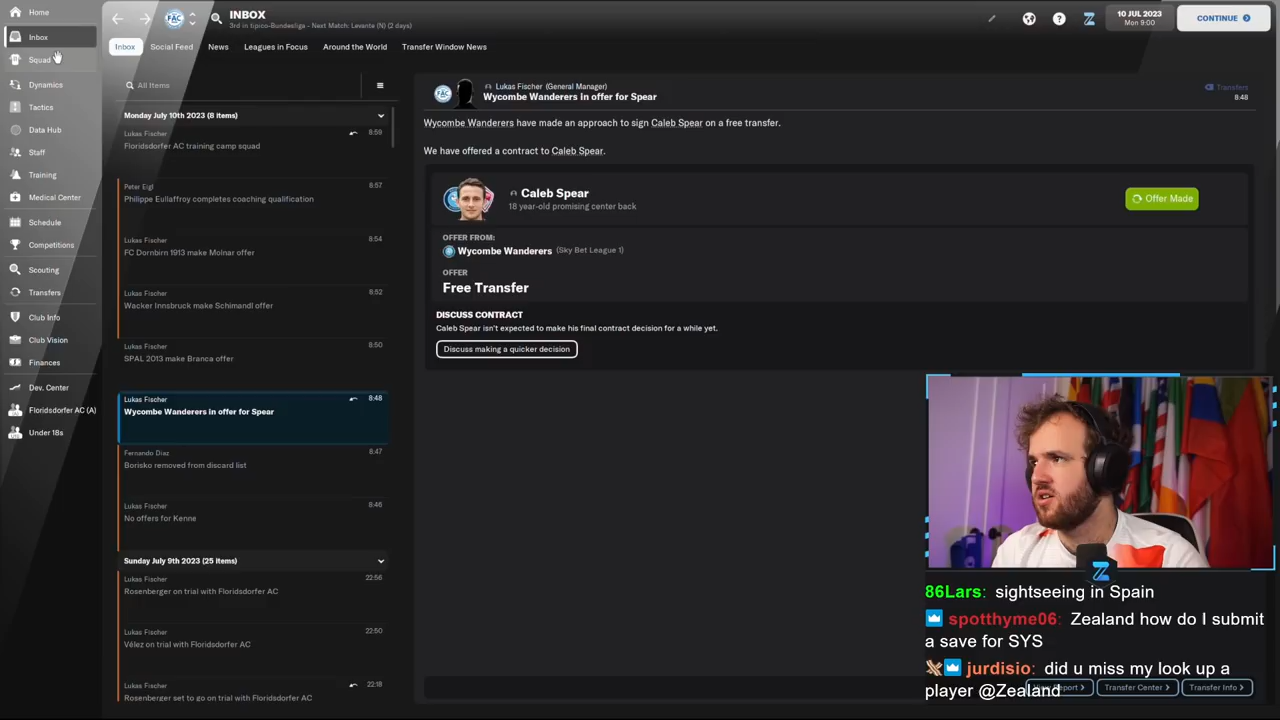 Home
Inbox
Squad
Dynamics
Tactics
Data Hub
Staff
Training
Medical Center
Schedule
Competitions
Scouting
Transfers
Club Info
Club Vision
Finances
Dev. Center
Floridsdorfer AC (A)
Under 18s
FAC
INBOX
3rd in tipico-Bundesliga - Next Match: Levante (N) (2 days)
10 JUL 2023
Mon 9:00
CONTINUE
Inbox
Social Feed
News
Leagues in Focus
Around the World
Transfer Window News
All Items
Monday July 10th 2023 (8 items)
Lukas Fischer 8:59
Floridsdorfer AC training camp squad
Peter Eigl 8:57
Philippe Eullaffroy completes coaching qualification
Lukas Fischer 8:54
FC Dornbirn 1913 make Molnar offer
Lukas Fischer 8:52
Wacker Innsbruck make Schimandl offer
Lukas Fischer 8:50
SPAL 2013 make Branca offer
Lukas Fischer 8:48
Wycombe Wanderers in offer for Spear
Fernando Díaz 8:47
Borisko removed from discard list
Lukas Fischer 8:46
No offers for Kenne
Sunday July 9th 2023 (25 items)
Lukas Fischer 22:56
Rosenberger on trial with Floridsdorfer AC
Lukas Fischer 22:50
Vélez on trial with Floridsdorfer AC
Lukas Fischer 22:18
Rosenberger set to go on trial with Floridsdorfer AC
FAC
Lukas Fischer (General Manager)
Wycombe Wanderers in offer for Spear
Transfers
8:48
Wycombe Wanderers have made an approach to sign Caleb Spear on a free transfer.
We have offered a contract to Caleb Spear.
Caleb Spear
18 year-old promising center back
Offer Made
OFFER FROM:
Wycombe Wanderers (Sky Bet League 1)
OFFER
Free Transfer
DISCUSS CONTRACT
Caleb Spear isn't expected to make his final contract decision for a while yet.
Discuss making a quicker decision
86Lars: sightseeing in Spain
spotthyme06: Zealand how do I submit
a save for SYS
jurdisio: did u miss my look up a
player @Zealand
Report
Transfer Center
Transfer Info